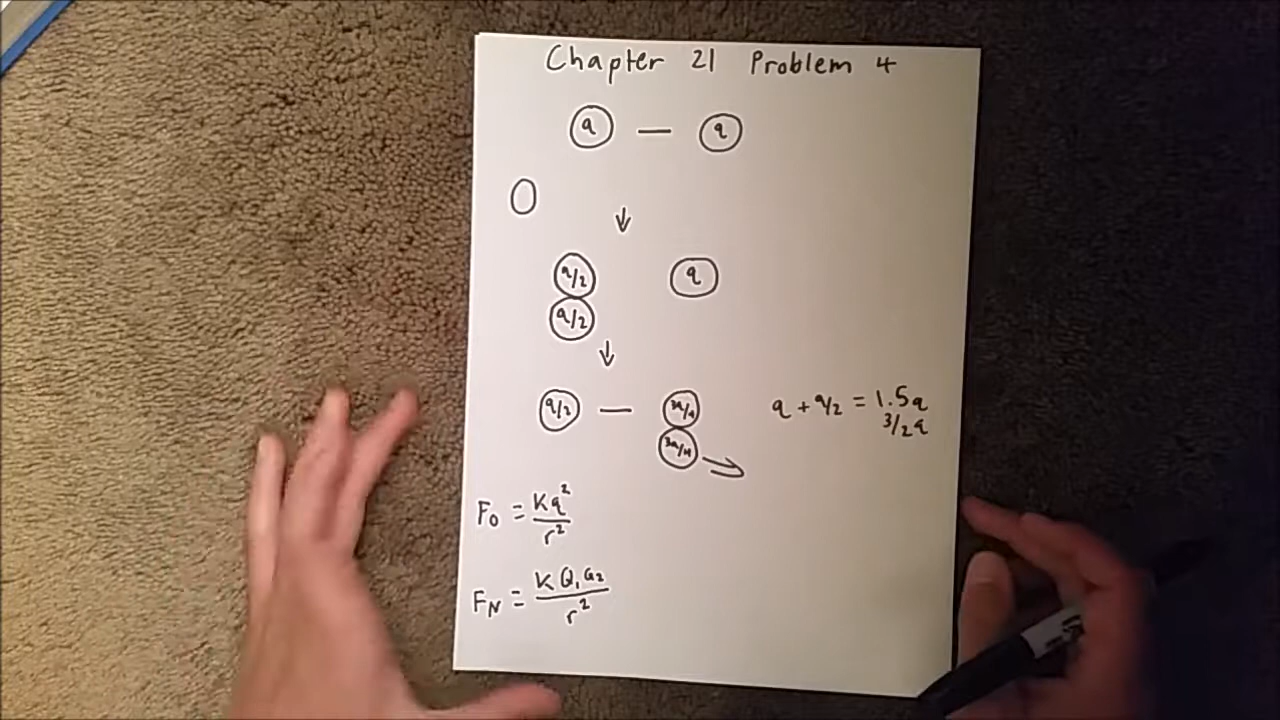 Chapter 21 Problem 4
q — q
0
↓
q/2 q
q/2
↓
q/2 — 3q/4 q + q/2 = 1.5q
3q/4 → 3/2 q
F₀ = Kq²/r²
F_N = KQ₁Q₂/r²